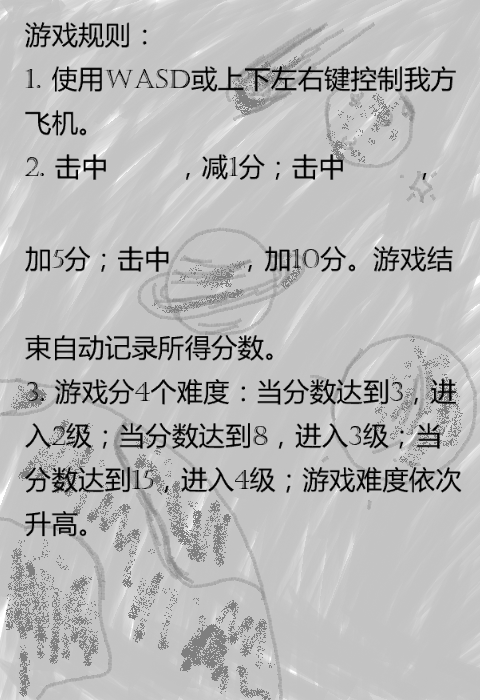 游戏规则：
1. 使用WASD或上下左右键控制我方
飞机。
2. 击中　　　，减1分；击中　　　，
加5分；击中　　　，加10分。游戏结
束自动记录所得分数。
3. 游戏分4个难度：当分数达到3，进
入2级；当分数达到8，进入3级；当
分数达到15，进入4级；游戏难度依次
升高。